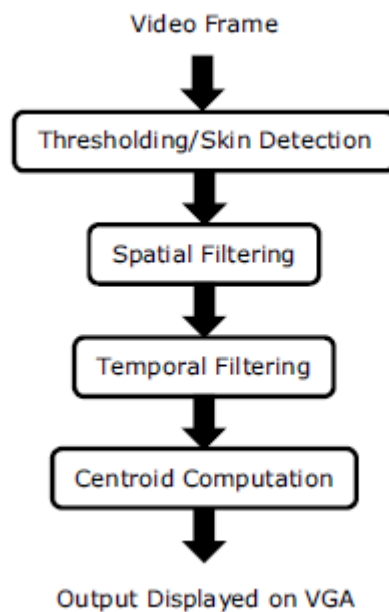 Video Frame
Thresholding/Skin Detection
Spatial Filtering
Temporal Filtering
Centroid Computation
Output Displayed on VGA